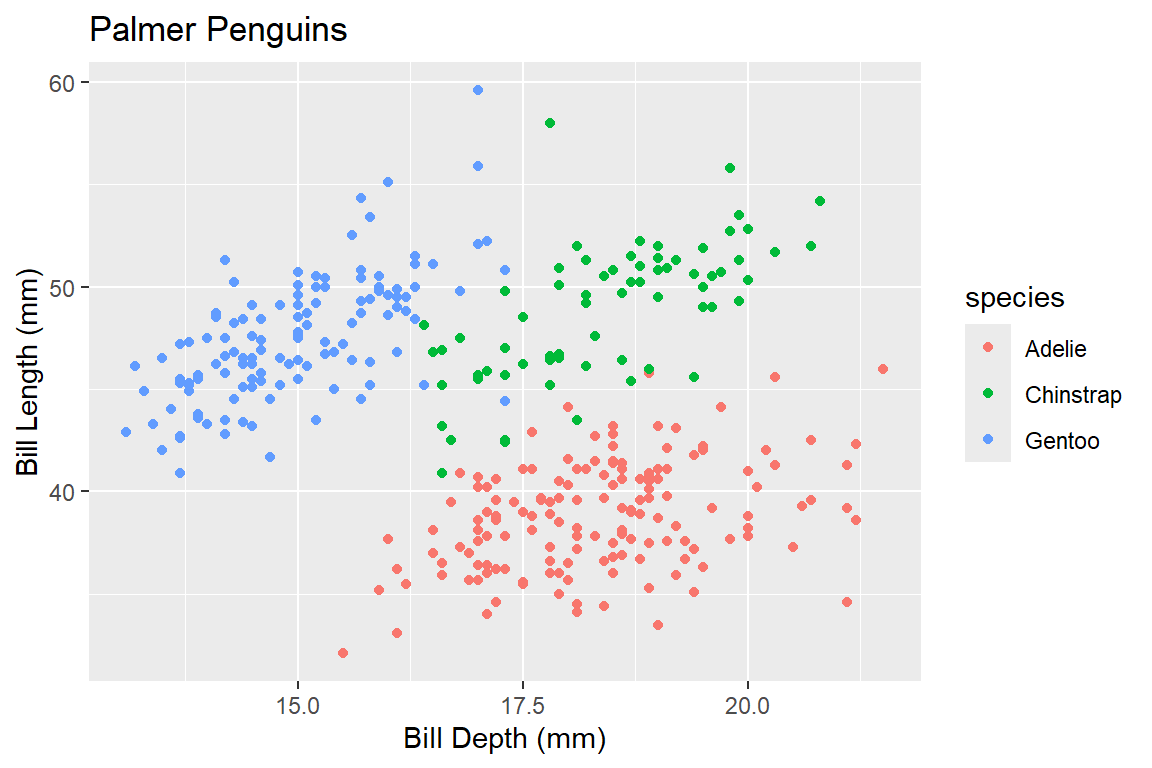 Palmer Penguins
60
50
40
Bill Length (mm)
15.0 17.5 20.0
Bill Depth (mm)
species
Adelie
Chinstrap
Gentoo